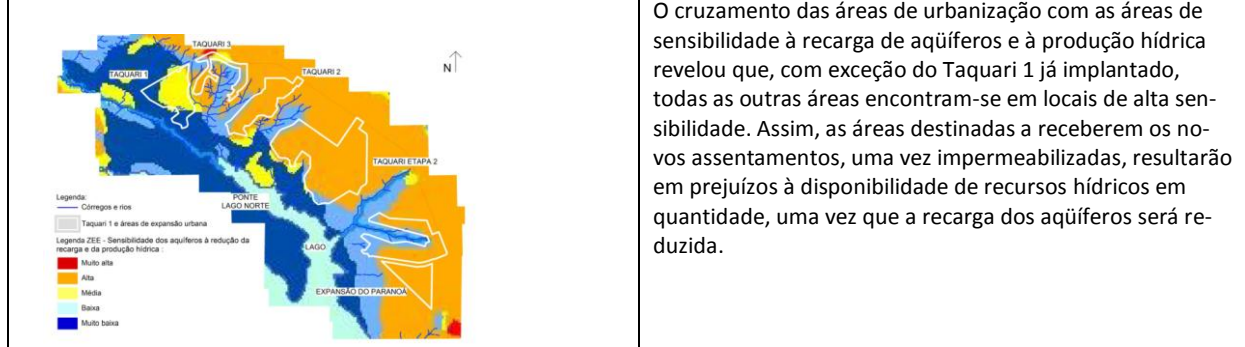 TAQUARI 3
TAQUARI 1
TAQUARI 2
N
TAQUARI ETAPA 2
PONTE
LAGO NORTE
LAGO
EXPANSÃO DO PARANOÁ
Legenda:
Córregos e rios
Taquari 1 e áreas de expansão urbana
Legenda ZEE - Sensibilidade dos aquíferos à redução da
recarga e da produção hídrica :
Muito alta
Alta
Média
Baixa
Muito baixa
O cruzamento das áreas de urbanização com as áreas de
sensibilidade à recarga de aqüíferos e à produção hídrica
revelou que, com exceção do Taquari 1 já implantado,
todas as outras áreas encontram-se em locais de alta sen-
sibilidade. Assim, as áreas destinadas a receberem os no-
vos assentamentos, uma vez impermeabilizadas, resultarão
em prejuízos à disponibilidade de recursos hídricos em
quantidade, uma vez que a recarga dos aqüíferos será re-
duzida.